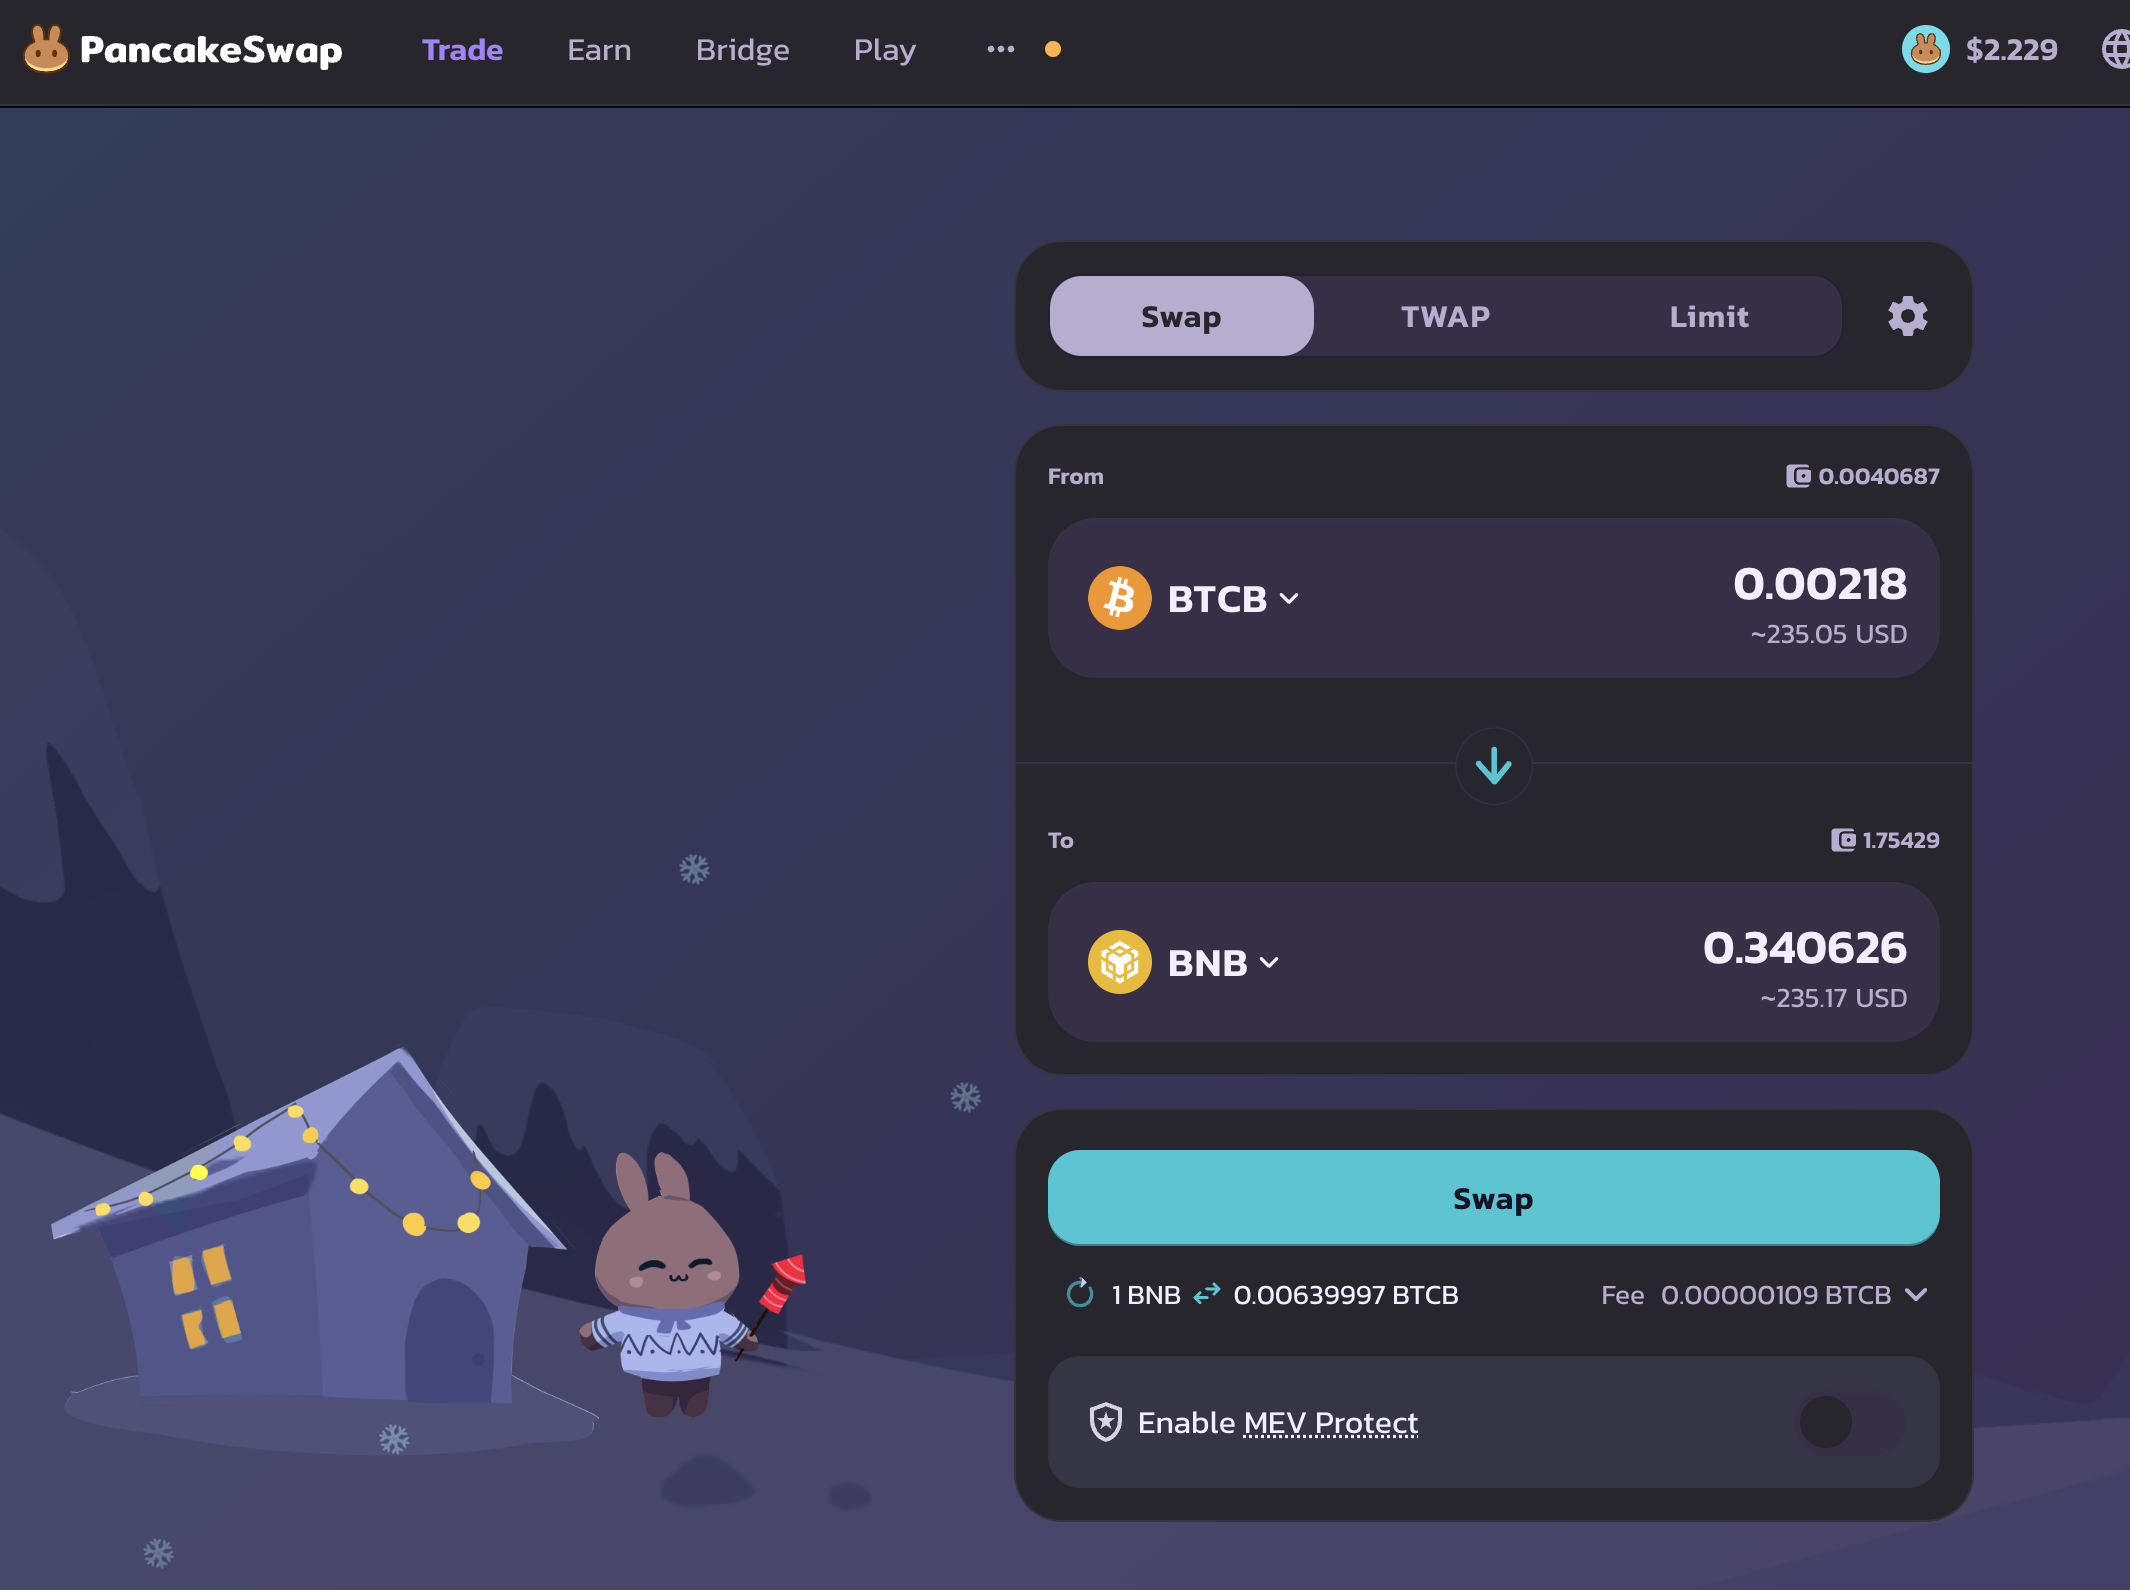 PancakeSwap Trade Earn Bridge Play $2.229
Swap TWAP Limit
From 0.0040687
BTCB 0.00218
~235.05 USD
To 1.75429
BNB 0.340626
~235.17 USD
Swap
1 BNB 0.00639997 BTCB Fee 0.00000109 BTCB
Enable MEV Protect